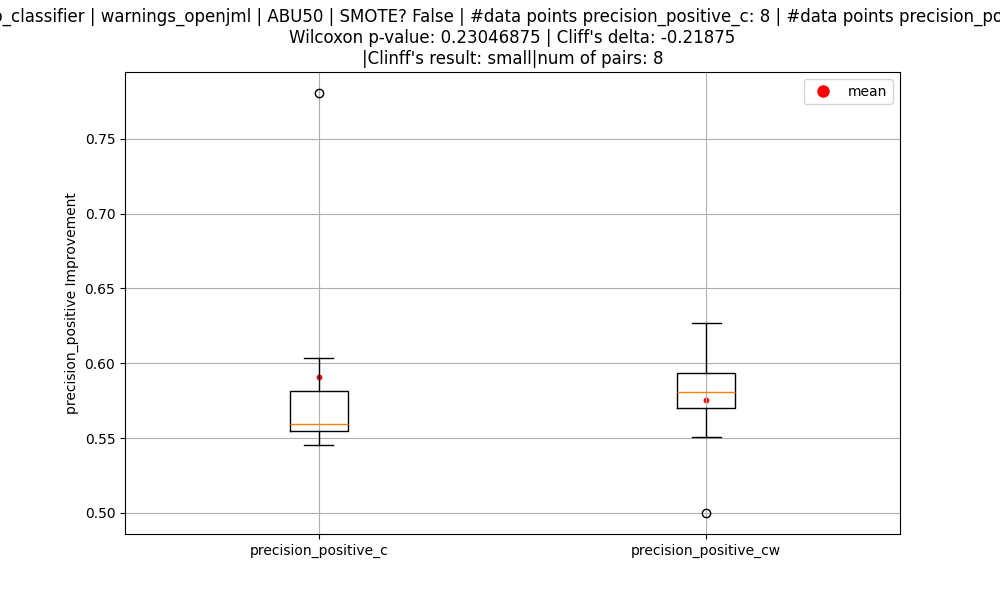 _classifier | warnings_openjml | ABU50 | SMOTE? False | #data points precision_positive_c: 8 | #data points precision_po
Wilcoxon p-value: 0.23046875 | Cliff's delta: -0.21875
|Clinff's result: small|num of pairs: 8
mean
0.75
0.70
0.65
0.60
0.55
0.50
precision_positive Improvement
precision_positive_c
precision_positive_cw